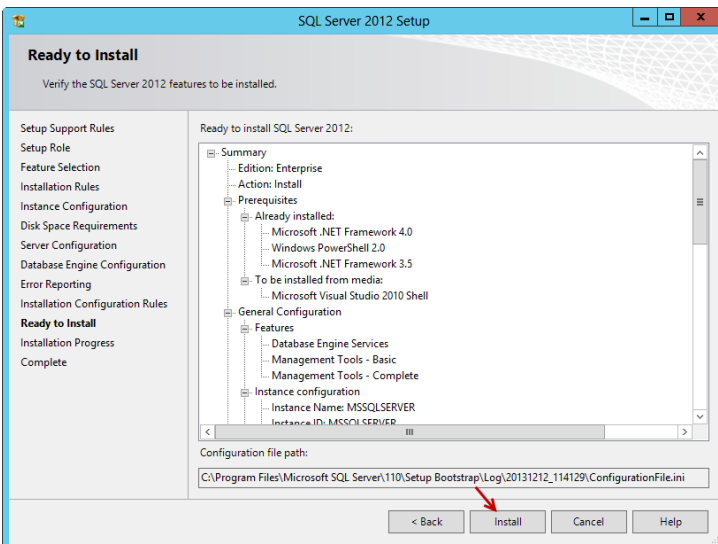 SQL Server 2012 Setup
Ready to Install
Verify the SQL Server 2012 features to be installed.
Setup Support Rules
Setup Role
Feature Selection
Installation Rules
Instance Configuration
Disk Space Requirements
Server Configuration
Database Engine Configuration
Error Reporting
Installation Configuration Rules
Ready to Install
Installation Progress
Complete
Ready to install SQL Server 2012:
Summary
Edition: Enterprise
Action: Install
Prerequisites
Already installed:
Microsoft .NET Framework 4.0
Windows PowerShell 2.0
Microsoft .NET Framework 3.5
To be installed from media:
Microsoft Visual Studio 2010 Shell
General Configuration
Features
Database Engine Services
Management Tools - Basic
Management Tools - Complete
Instance configuration
Instance Name: MSSQLSERVER
Instance ID: MSSQLSERVER
Configuration file path:
C:\Program Files\Microsoft SQL Server\110\Setup Bootstrap\Log\20131212_114129\ConfigurationFile.ini
< Back
Install
Cancel
Help